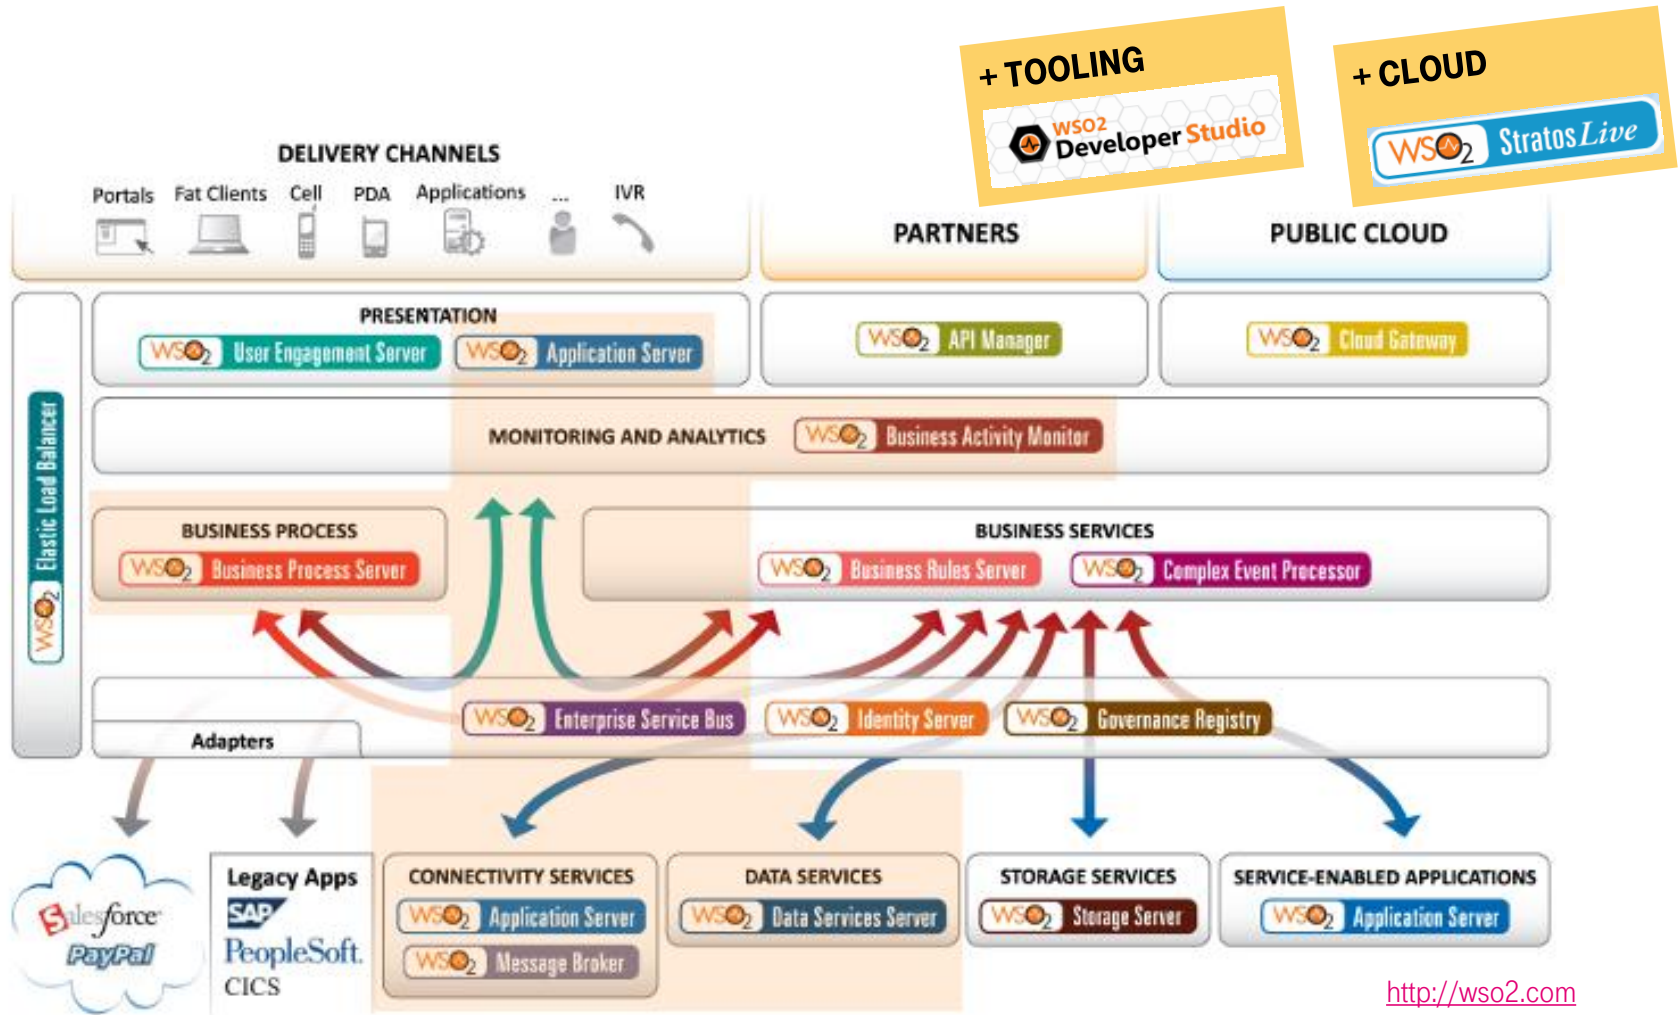 + TOOLING
WSO2
Developer Studio
+ CLOUD
WSO2 Stratos Live
DELIVERY CHANNELS
Portals Fat Clients Cell PDA Applications ... IVR
PARTNERS
PUBLIC CLOUD
PRESENTATION
WSO2 User Engagement Server
WSO2 Application Server
WSO2 API Manager
WSO2 Cloud Gateway
WSO2 Elastic Load Balancer
MONITORING AND ANALYTICS
WSO2 Business Activity Monitor
BUSINESS PROCESS
WSO2 Business Process Server
BUSINESS SERVICES
WSO2 Business Rules Server
WSO2 Complex Event Processor
WSO2 Enterprise Service Bus
WSO2 Identity Server
WSO2 Governance Registry
Adapters
salesforce
PayPal
Legacy Apps
SAP
PeopleSoft.
CICS
CONNECTIVITY SERVICES
WSO2 Application Server
WSO2 Message Broker
DATA SERVICES
WSO2 Data Services Server
STORAGE SERVICES
WSO2 Storage Server
SERVICE-ENABLED APPLICATIONS
WSO2 Application Server
http://wso2.com